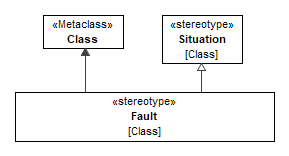 «Metaclass»
Class
«stereotype»
Situation
[Class]
«stereotype»
Fault
[Class]